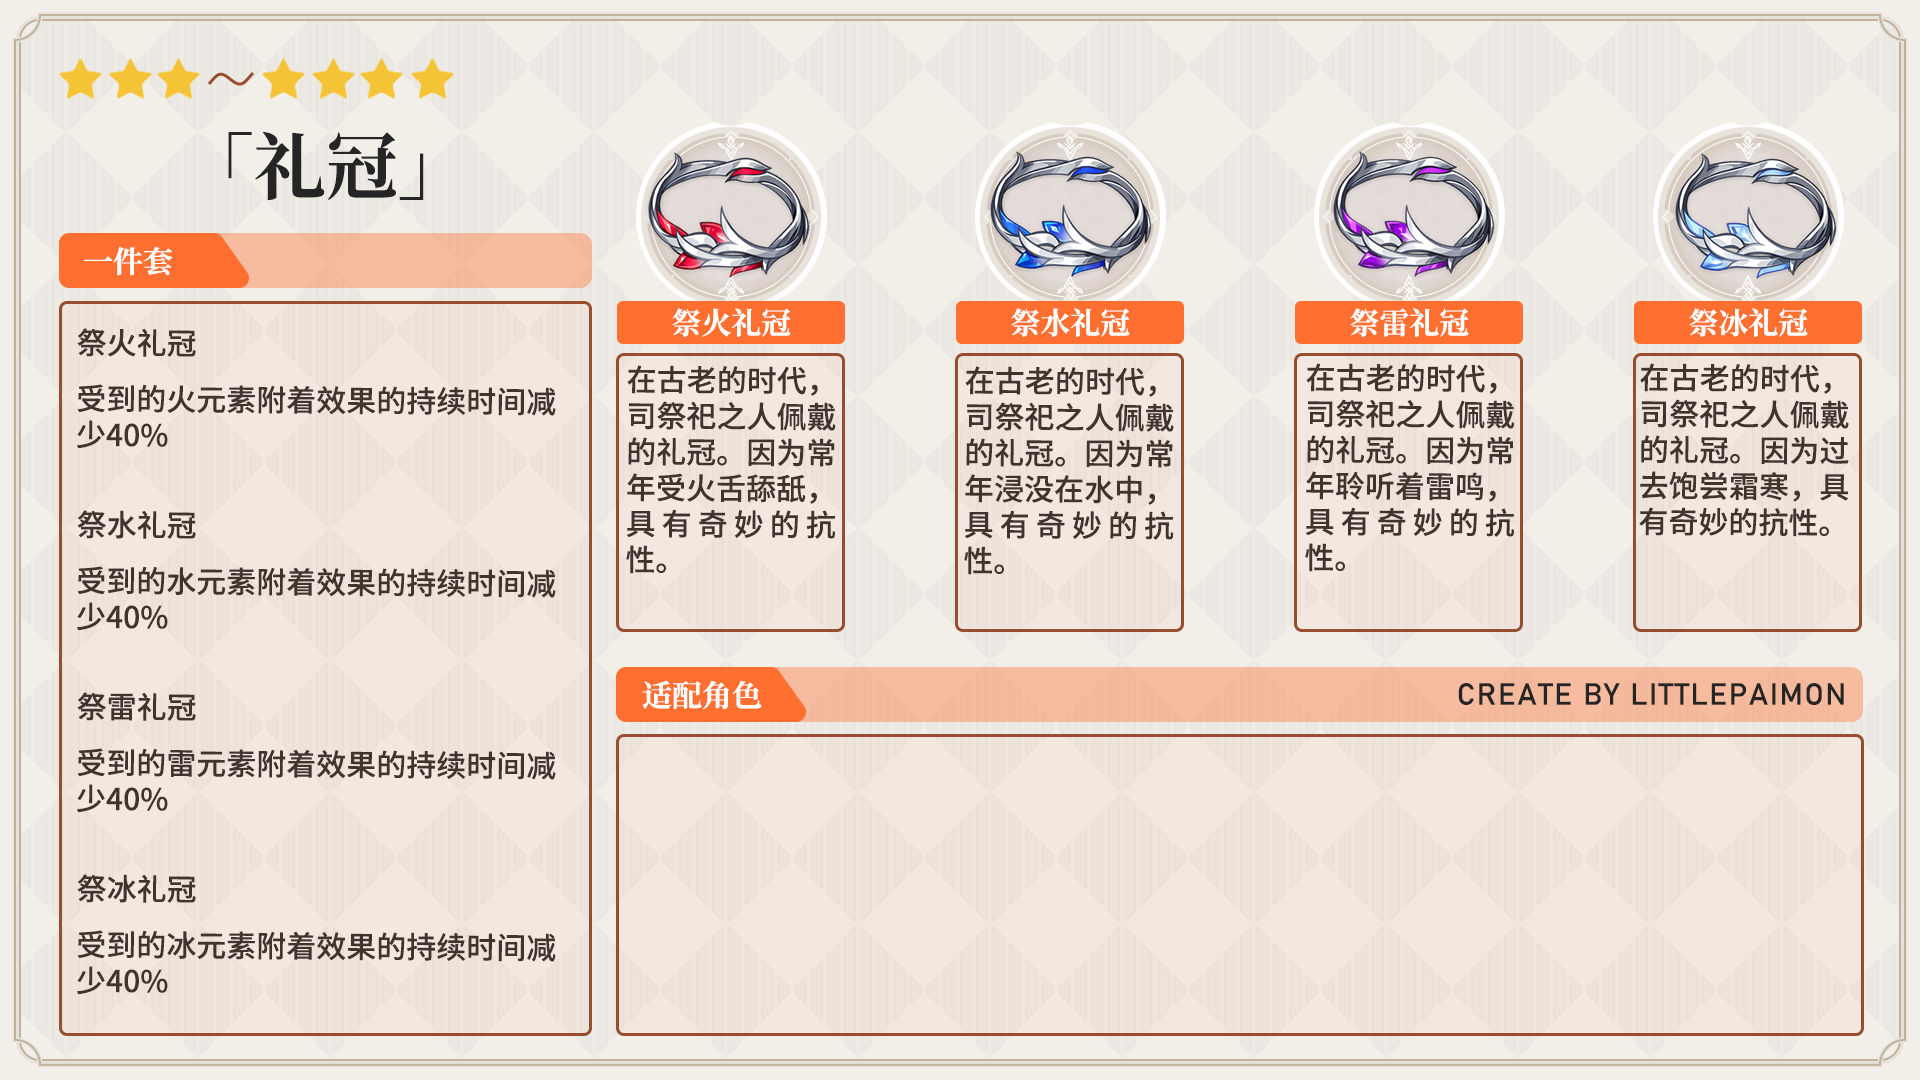 「礼冠」
一件套
祭火礼冠
受到的火元素附着效果的持续时间减
少40%
祭水礼冠
受到的水元素附着效果的持续时间减
少40%
祭雷礼冠
受到的雷元素附着效果的持续时间减
少40%
祭冰礼冠
受到的冰元素附着效果的持续时间减
少40%
祭火礼冠
在古老的时代，
司祭祀之人佩戴
的礼冠。因为常
年受火舌舔舐，
具有奇妙的抗
性。
祭水礼冠
在古老的时代，
司祭祀之人佩戴
的礼冠。因为常
年浸没在水中，
具有奇妙的抗
性。
祭雷礼冠
在古老的时代，
司祭祀之人佩戴
的礼冠。因为常
年聆听着雷鸣，
具有奇妙的抗
性。
祭冰礼冠
在古老的时代，
司祭祀之人佩戴
的礼冠。因为过
去饱尝霜寒，具
有奇妙的抗性。
适配角色
CREATE BY LITTLEPAIMON